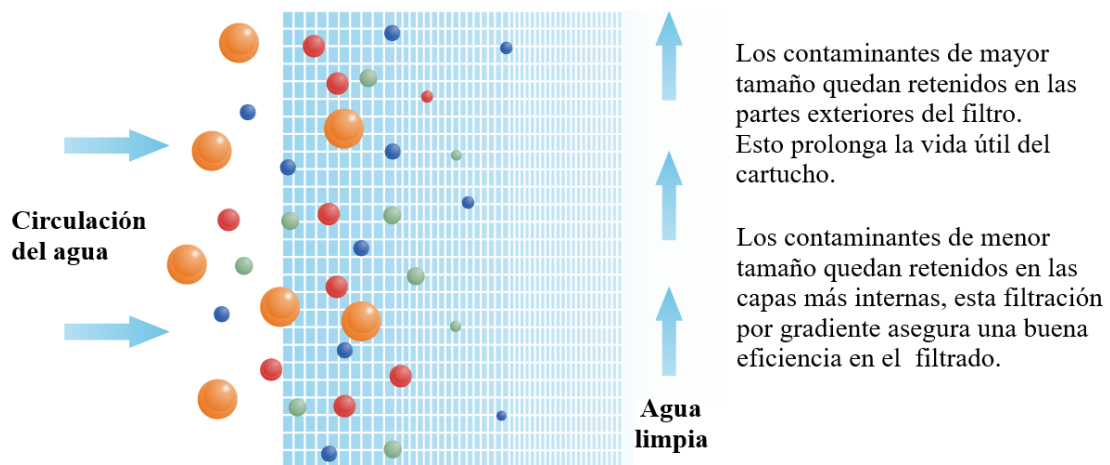 Circulación
del agua
Agua
limpia
Los contaminantes de mayor
tamaño quedan retenidos en las
partes exteriores del filtro.
Esto prolonga la vida útil del
cartucho.
Los contaminantes de menor
tamaño quedan retenidos en las
capas más internas, esta filtración
por gradiente asegura una buena
eficiencia en el filtrado.